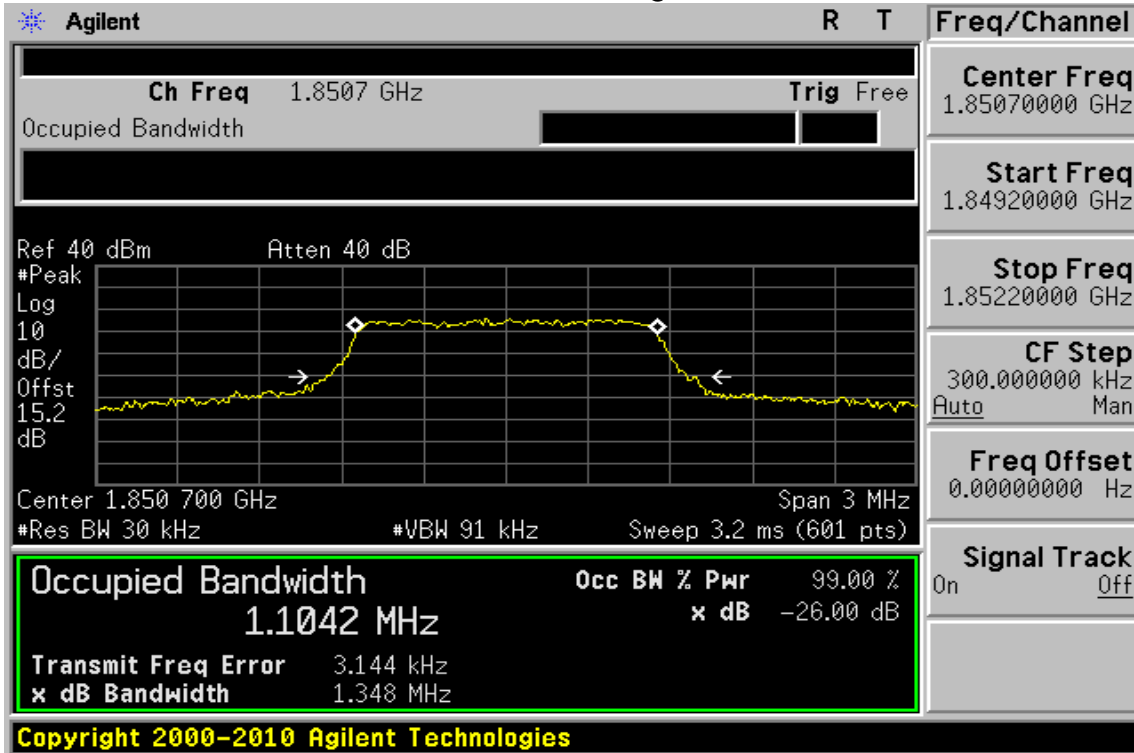 Agilent R T
Freq/Channel
Ch Freq 1.8507 GHz Trig Free
Occupied Bandwidth
Center Freq
1.85070000 GHz
Start Freq
1.84920000 GHz
Stop Freq
1.85220000 GHz
CF Step
300.000000 kHz
Auto Man
Freq Offset
0.00000000 Hz
Signal Track
On Off
Ref 40 dBm Atten 40 dB
#Peak
Log
10
dB/
Offst
15.2
dB
Center 1.850 700 GHz Span 3 MHz
#Res BW 30 kHz #VBW 91 kHz Sweep 3.2 ms (601 pts)
Occupied Bandwidth Occ BW % Pwr 99.00 %
1.1042 MHz x dB -26.00 dB
Transmit Freq Error 3.144 kHz
x dB Bandwidth 1.348 MHz
Copyright 2000-2010 Agilent Technologies